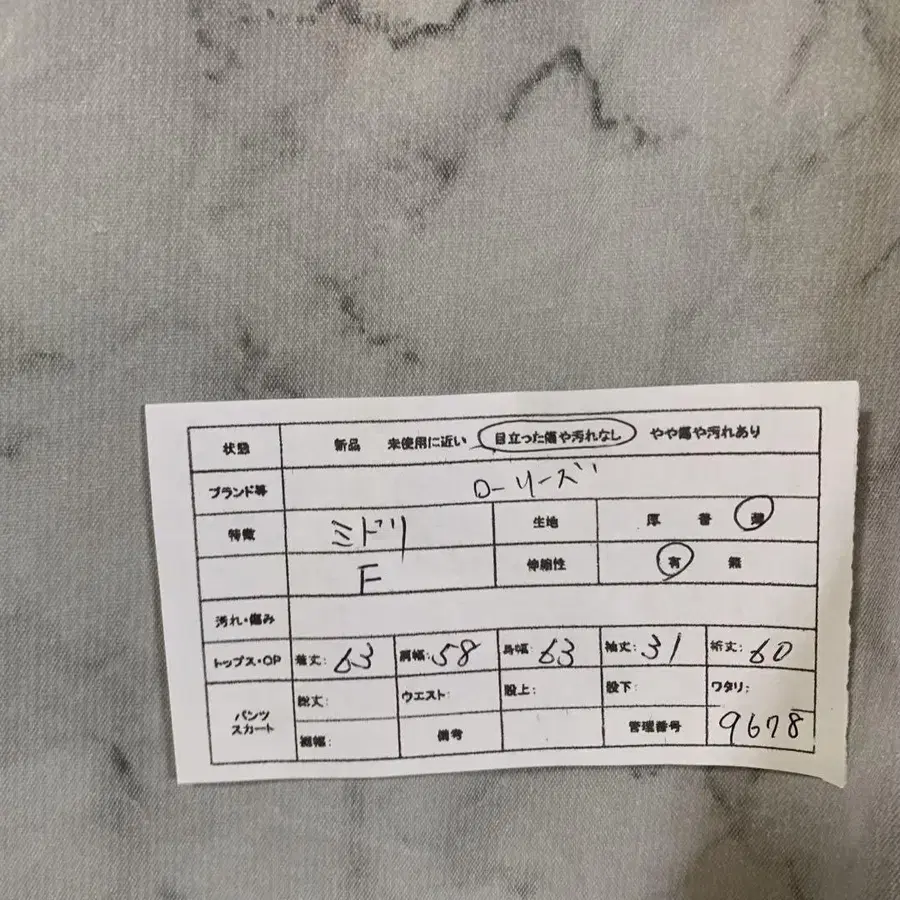 状態 新品 未使用に近い 目立った傷や汚れなし やや傷や汚れあり
ブランド等 ローリーズ
特徴 ミドリ 生地 厚 普 薄
F 伸縮性 有 無
汚れ・傷み
トップス・OP 着丈: 63 肩幅: 58 身幅: 63 袖丈: 31 裄丈: 60
パンツ スカート 総丈: ウエスト: 股上: 股下: ワタリ:
裾幅: 備考 管理番号 9678